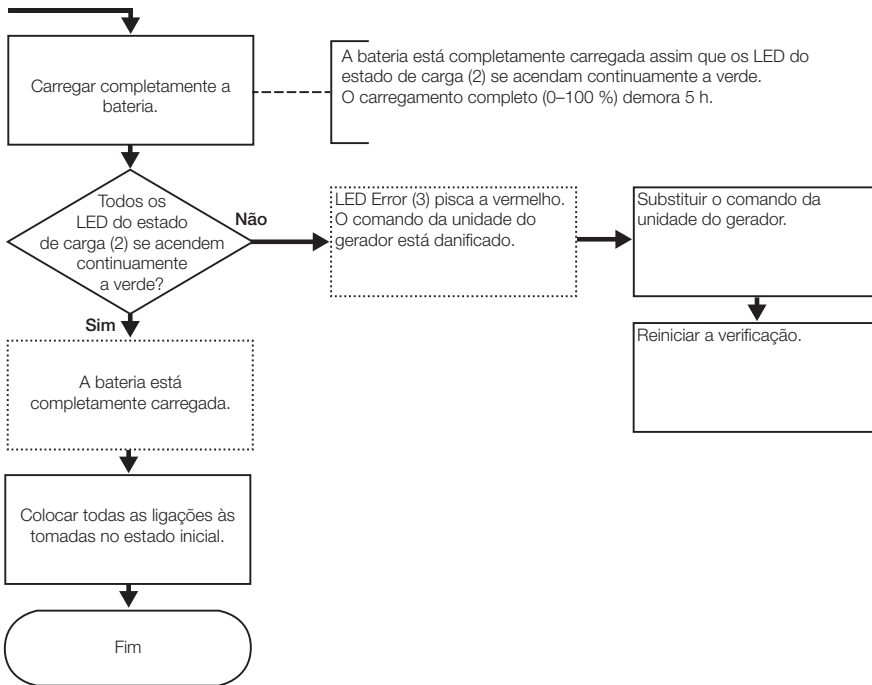 Carregar completamente a
bateria.
A bateria está completamente carregada assim que os LED do
estado de carga (2) se acendam continuamente a verde.
O carregamento completo (0–100 %) demora 5 h.
Todos os
LED do estado
de carga (2) se acendem
continuamente
a verde?
Não
LED Error (3) pisca a vermelho.
O comando da unidade do
gerador está danificado.
Substituir o comando da
unidade do gerador.
Reiniciar a verificação.
Sim
A bateria está
completamente carregada.
Colocar todas as ligações às
tomadas no estado inicial.
Fim